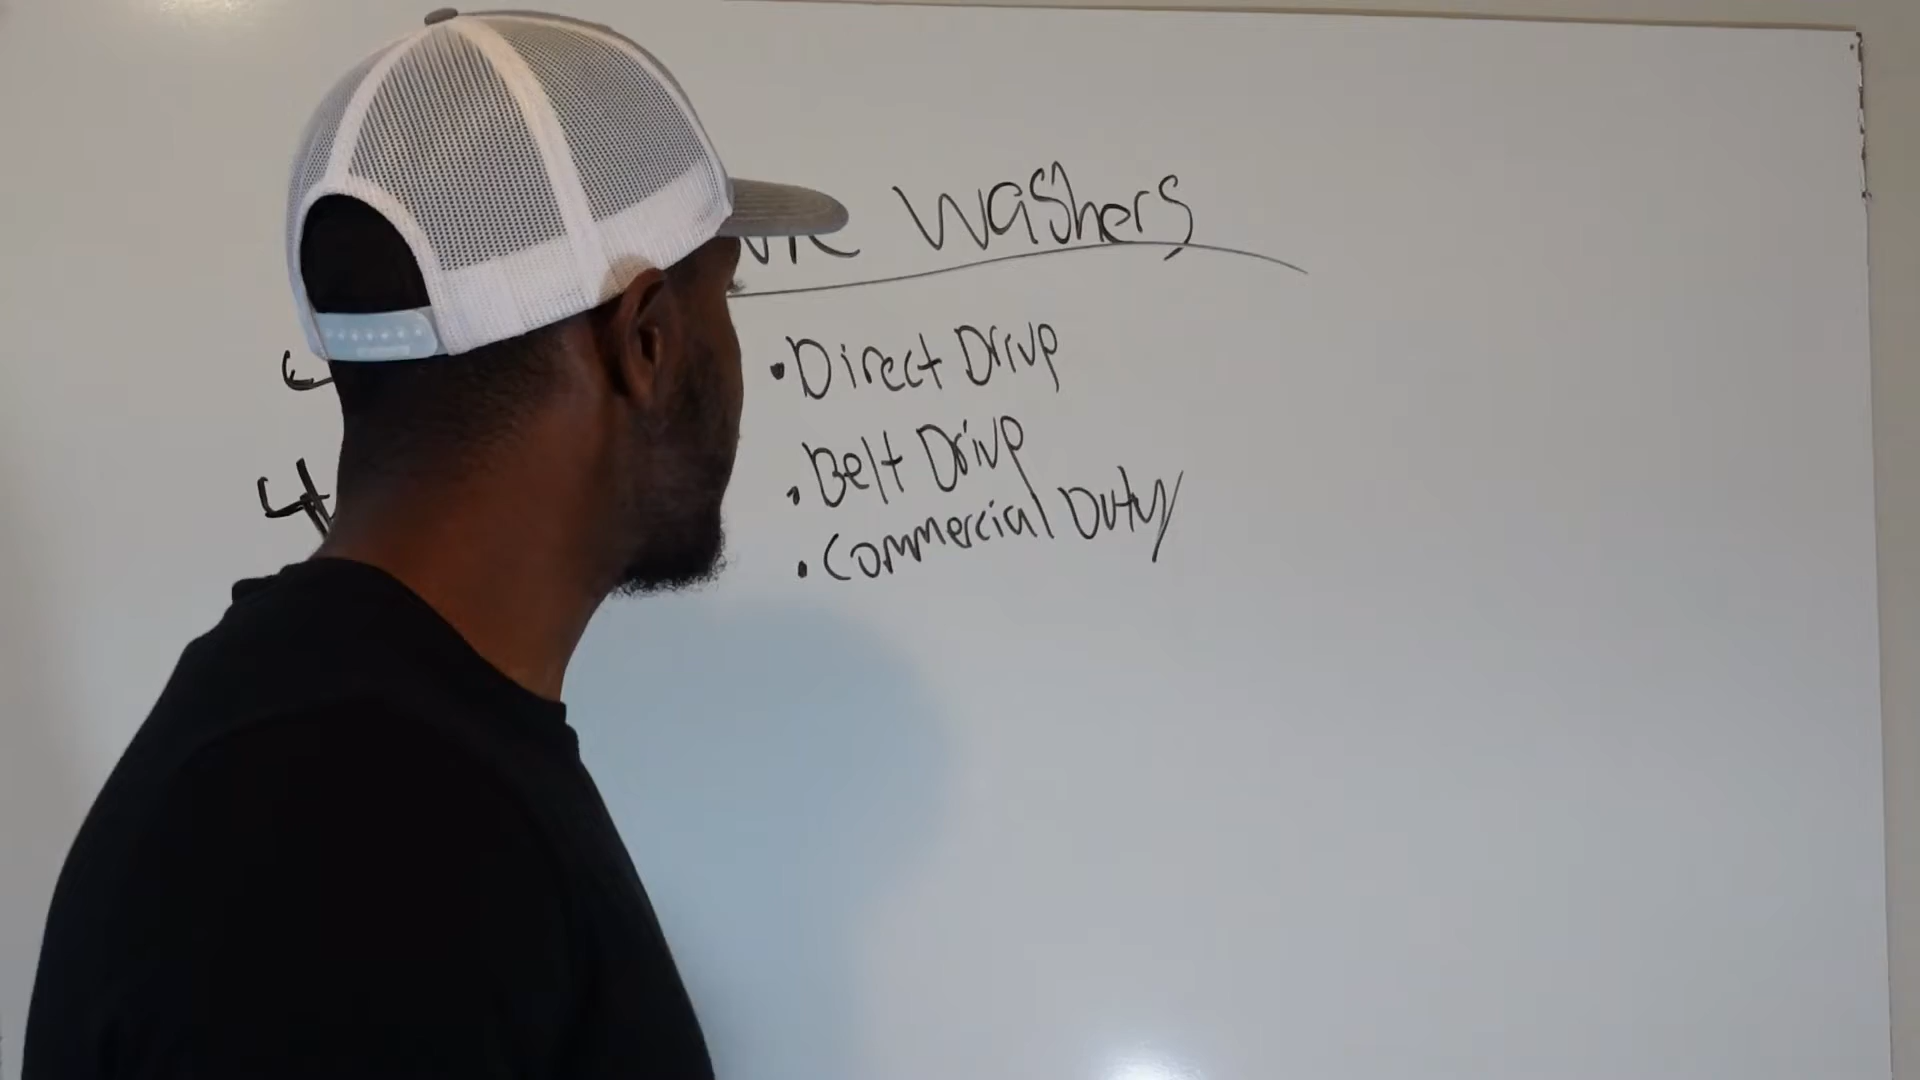 Washers
• Direct Drive
• Belt Drive
• Commercial Duty